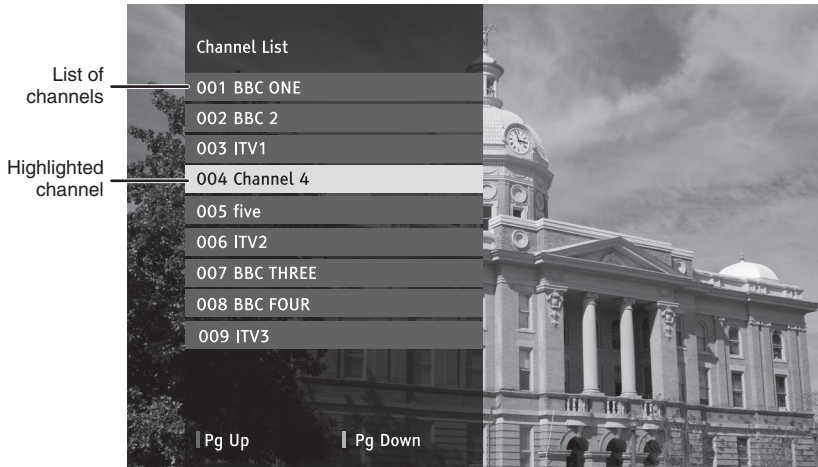 Channel List
List of
channels
001 BBC ONE
002 BBC 2
003 ITV1
Highlighted
channel
004 Channel 4
005 five
006 ITV2
007 BBC THREE
008 BBC FOUR
009 ITV3
Pg Up
Pg Down